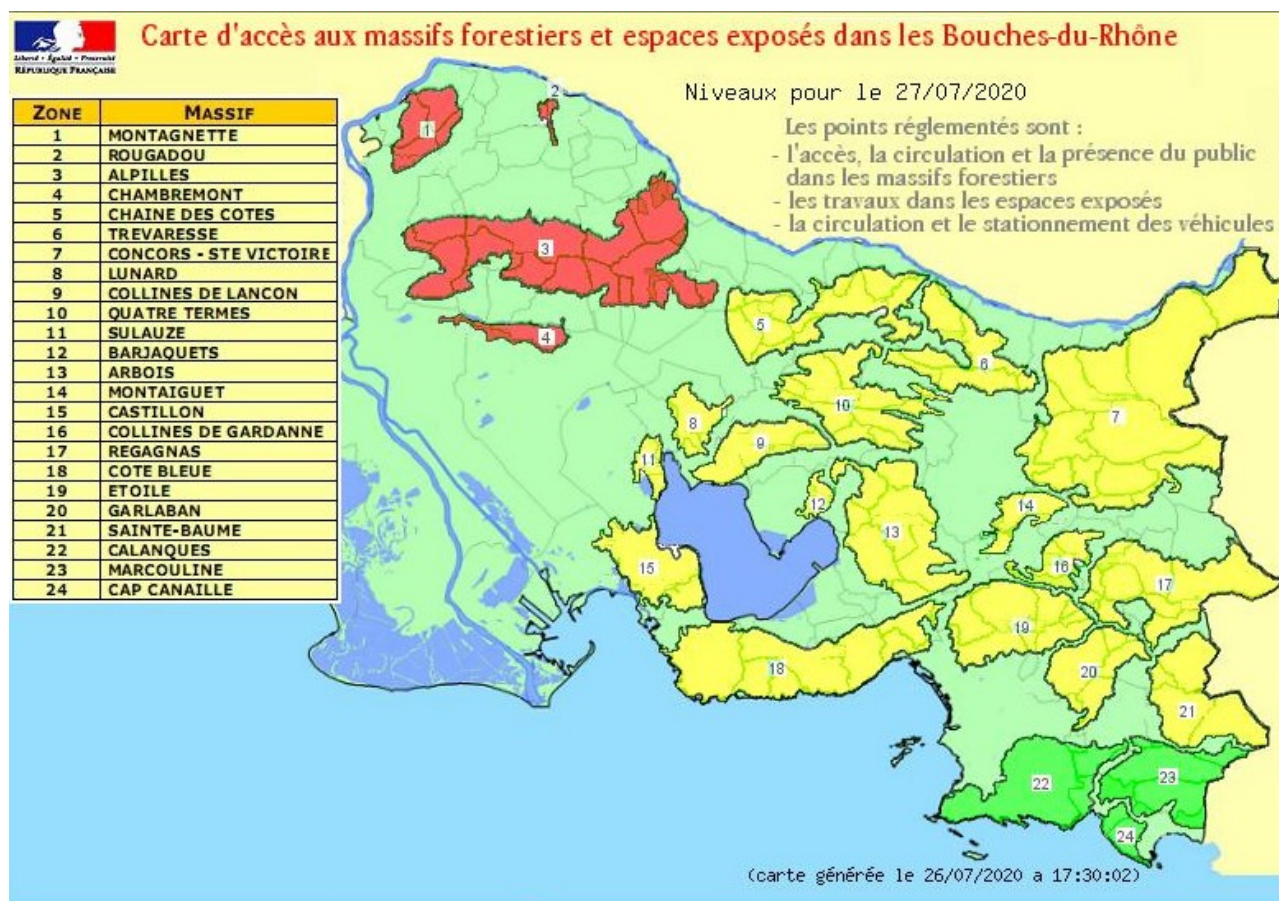 Carte d'accès aux massifs forestiers et espaces exposés dans les Bouches-du-Rhône
Liberté • Égalité • Fraternité
RÉPUBLIQUE FRANÇAISE
Niveaux pour le 27/07/2020
Les points réglementés sont :
- l'accès, la circulation et la présence du public
dans les massifs forestiers
- les travaux dans les espaces exposés
- la circulation et le stationnement des véhicules
ZONE MASSIF
1 MONTAGNETTE
2 ROUGADOU
3 ALPILLES
4 CHAMBREMONT
5 CHAINE DES COTES
6 TREVARESSE
7 CONCORS - STE VICTOIRE
8 LUNARD
9 COLLINES DE LANCON
10 QUATRE TERMES
11 SULAUZE
12 BARJAQUETS
13 ARBOIS
14 MONTAIGUET
15 CASTILLON
16 COLLINES DE GARDANNE
17 REGAGNAS
18 COTE BLEUE
19 ETOILE
20 GARLABAN
21 SAINTE-BAUME
22 CALANQUES
23 MARCOULINE
24 CAP CANAILLE
2
1
3
5
4
6
10
7
8
9
11
12
14
13
15
16
17
19
18
20
21
22
23
24
(carte générée le 26/07/2020 a 17:30:02)